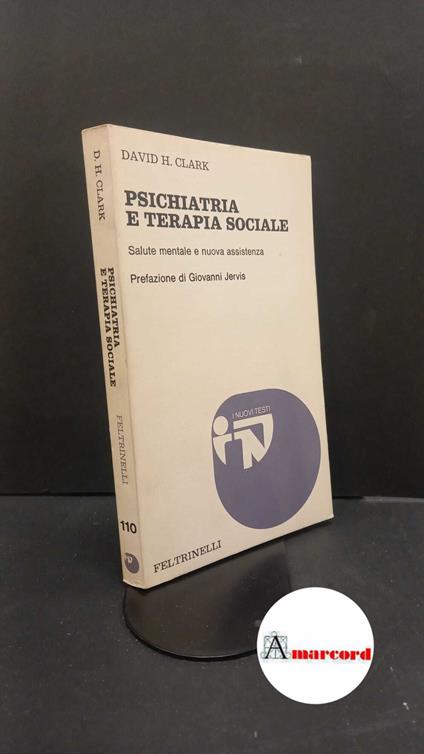 D. H. CLARK
PSICHIATRIA
E TERAPIA SOCIALE
FELTRINELLI
110
DAVID H. CLARK
PSICHIATRIA
E TERAPIA SOCIALE
Salute mentale e nuova assistenza
Prefazione di Giovanni Jervis
I NUOVI TESTI
FELTRINELLI
Amarcord